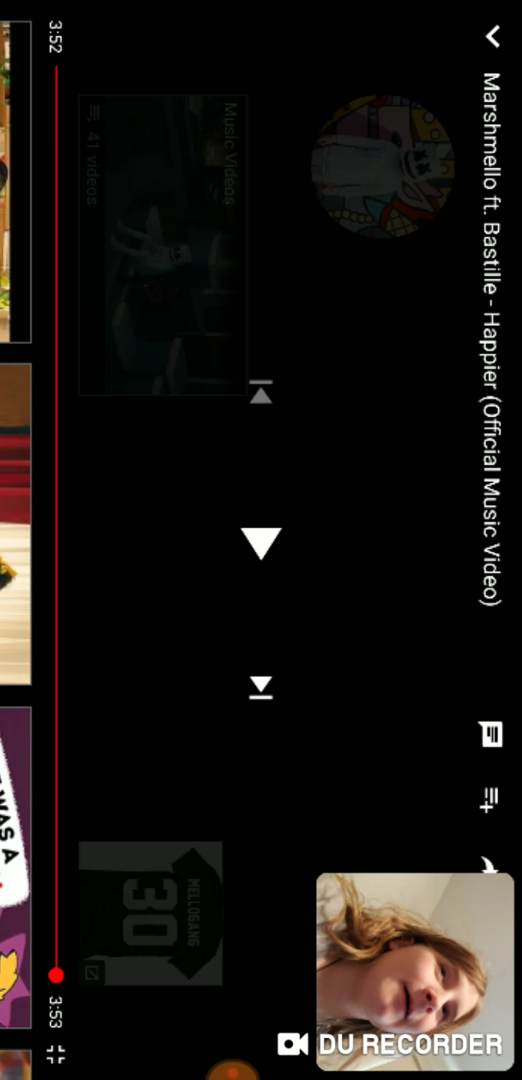 Marshmello ft. Bastille - Happier (Official Music Video)
Music Videos
41 videos
MELLOGANG
30
3:52
3:53
WAS A
DU RECORDER